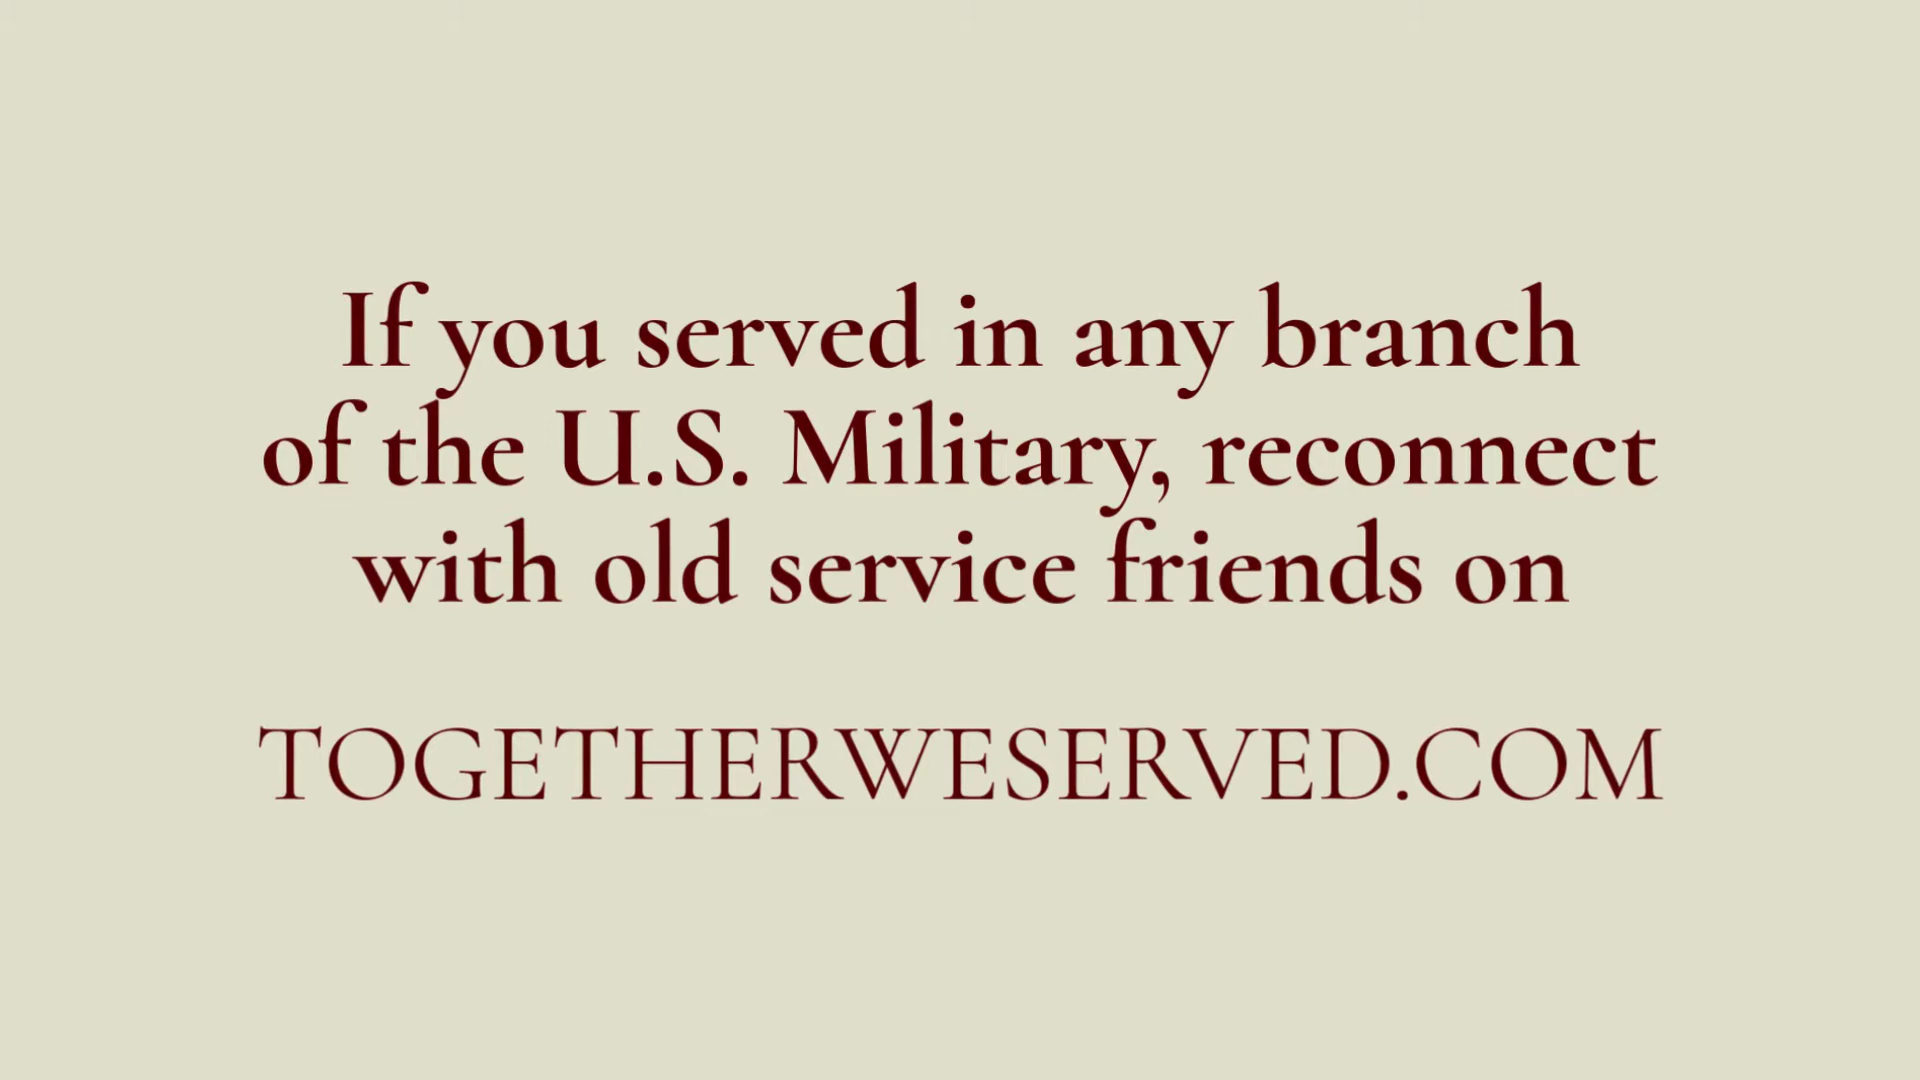 If you served in any branch
of the U.S. Military, reconnect
with old service friends on
TOGETHERWESERVED.COM